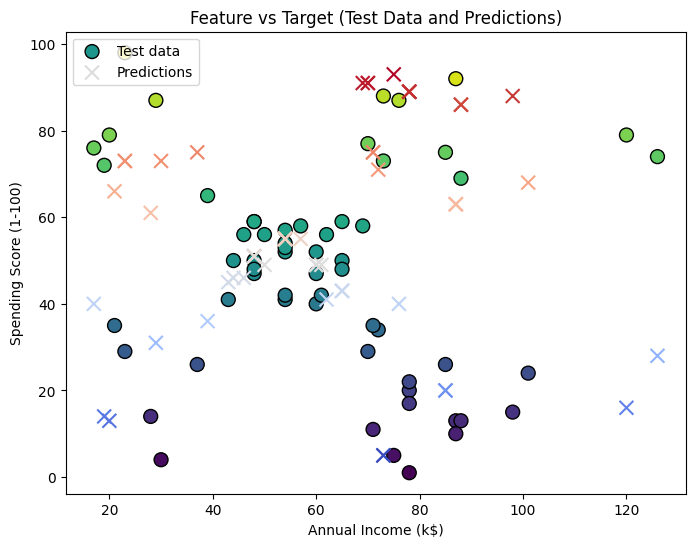 Feature vs Target (Test Data and Predictions)
100
80
60
40
20
0
Spending Score (1-100)
Test data
Predictions
20
40
60
80
100
120
Annual Income (k$)